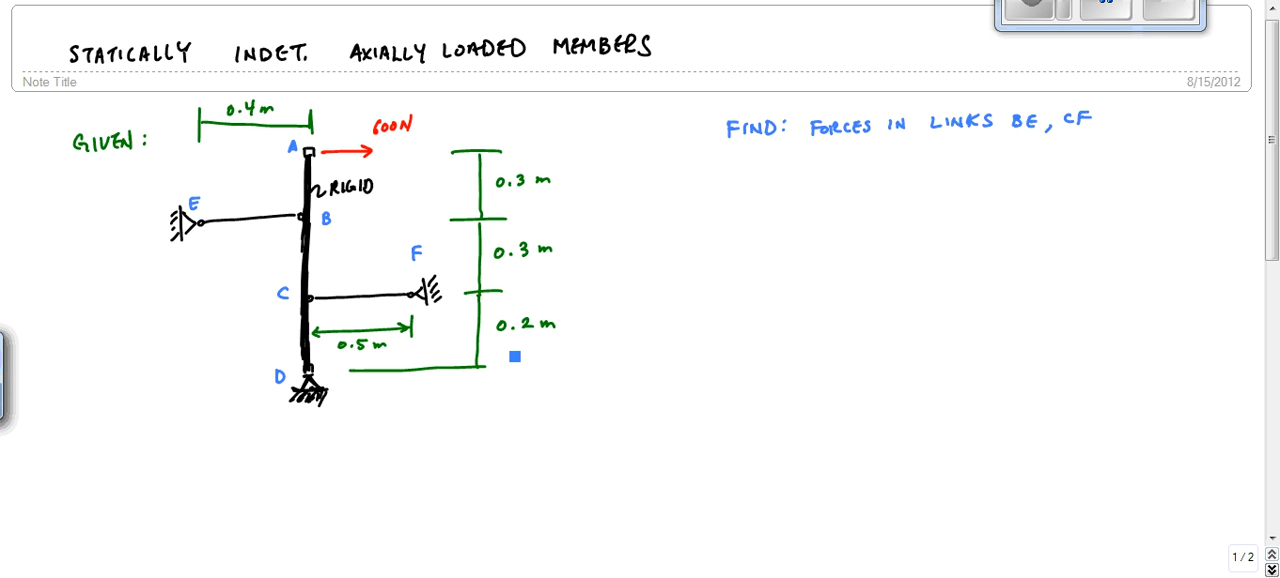 STATICALLY INDET. AXIALLY LOADED MEMBERS
Note Title
8/15/2012
GIVEN:
0.4 m
A
600N
RIGID
E
B
F
C
0.5 m
D
0.3 m
0.3 m
0.2 m
FIND: FORCES IN LINKS BE, CF
1 / 2